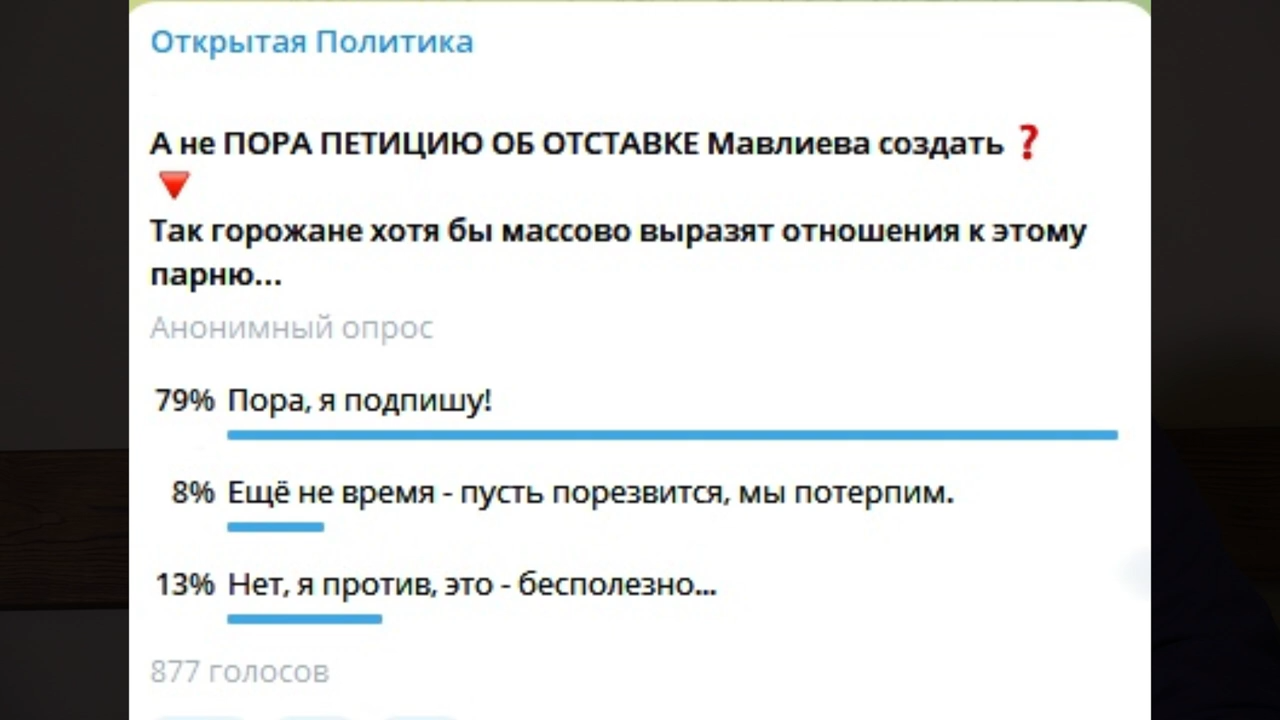 Открытая Политика
А не ПОРА ПЕТИЦИЮ ОБ ОТСТАВКЕ Мавлиева создать ❓
🔻
Так горожане хотя бы массово выразят отношения к этому
парню...
Анонимный опрос
79% Пора, я подпишу!
8% Ещё не время - пусть порезвится, мы потерпим.
13% Нет, я против, это - бесполезно...
877 голосов